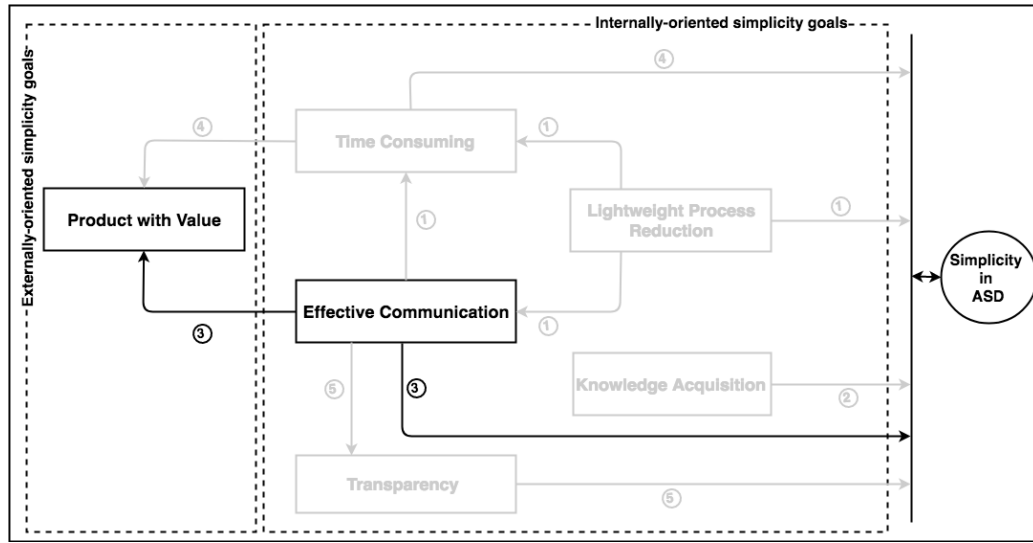 Internally-oriented simplicity goals
Externally-oriented simplicity goals
4
4
Time Consuming
1
Product with Value
Lightweight Process
Reduction
1
1
Simplicity
in
ASD
Effective Communication
3
1
5
3
Knowledge Acquisition
2
Transparency
5